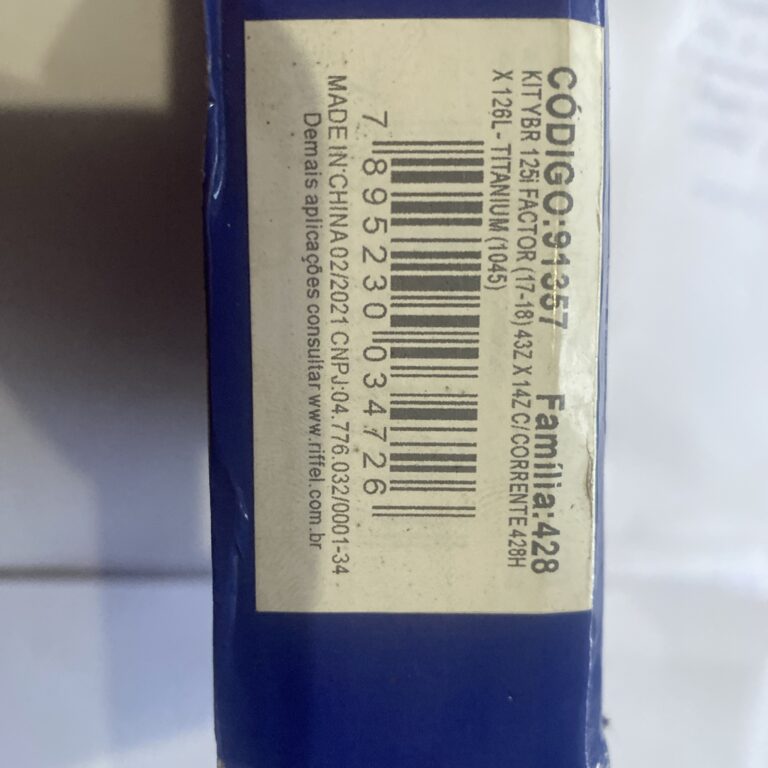 CÓDIGO:91357 Família:428
KIT YBR 125i FACTOR (17-18) 43Z X 14Z C/ CORRENTE 428H
X 126L - TITANIUM (1045)
7 895230 034726
MADE IN:CHINA 02/2021 CNPJ:04.776.032/0001-34
Demais aplicações consultar www.riffel.com.br